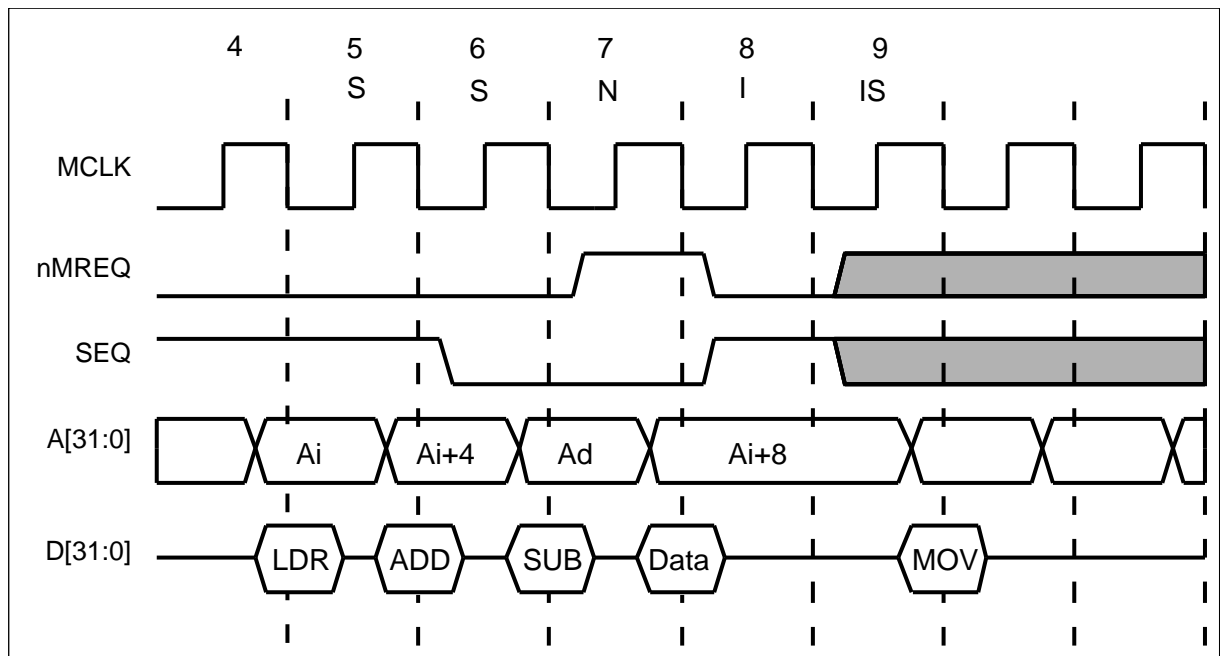 4 5 6 7 8 9
S S N I IS
MCLK
nMREQ
SEQ
A[31:0] Ai Ai+4 Ad Ai+8
D[31:0] LDR ADD SUB Data MOV